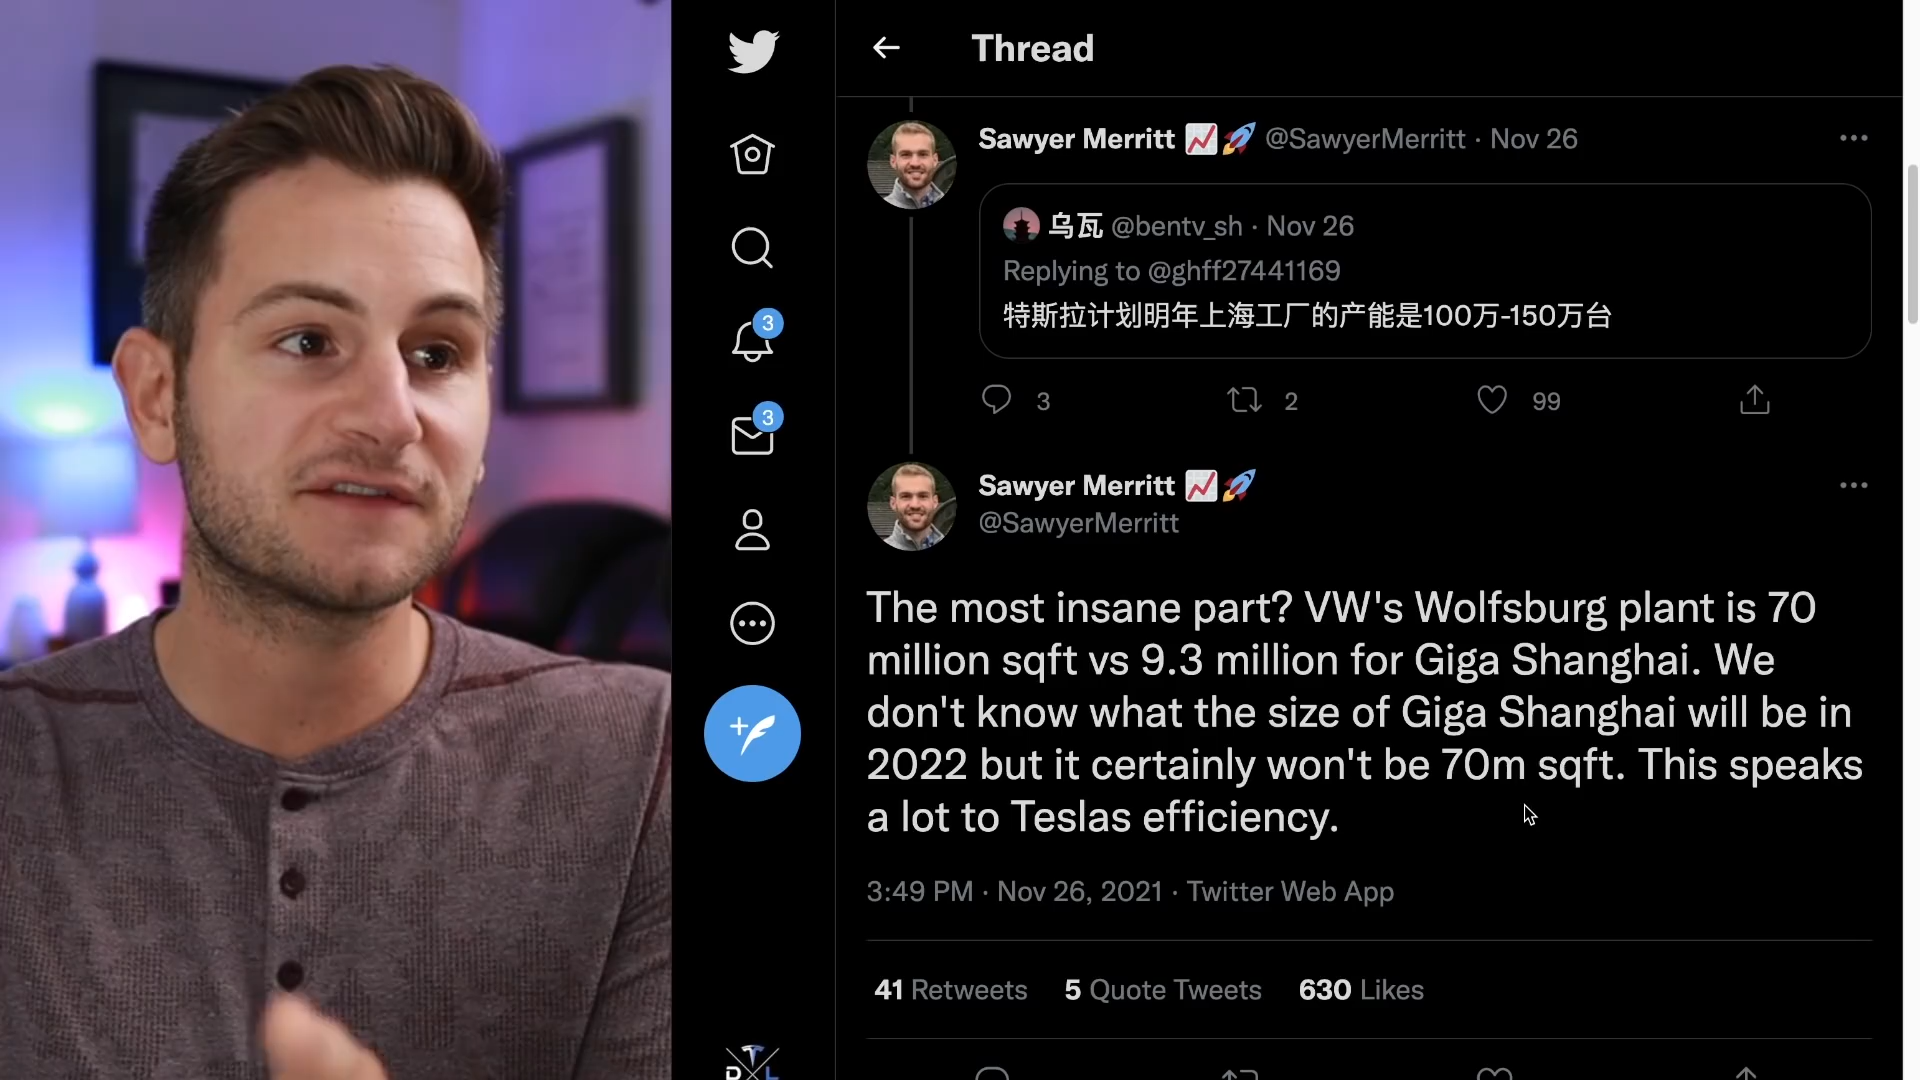 Thread
Sawyer Merritt 📈🚀 @SawyerMerritt · Nov 26
乌瓦 @bentv_sh · Nov 26
Replying to @ghff27441169
特斯拉计划明年上海工厂的产能是100万-150万台
3 2 99
3
3
Sawyer Merritt 📈🚀
@SawyerMerritt
The most insane part? VW's Wolfsburg plant is 70
million sqft vs 9.3 million for Giga Shanghai. We
don't know what the size of Giga Shanghai will be in
2022 but it certainly won't be 70m sqft. This speaks
a lot to Teslas efficiency.
3:49 PM · Nov 26, 2021 · Twitter Web App
41 Retweets 5 Quote Tweets 630 Likes
D L